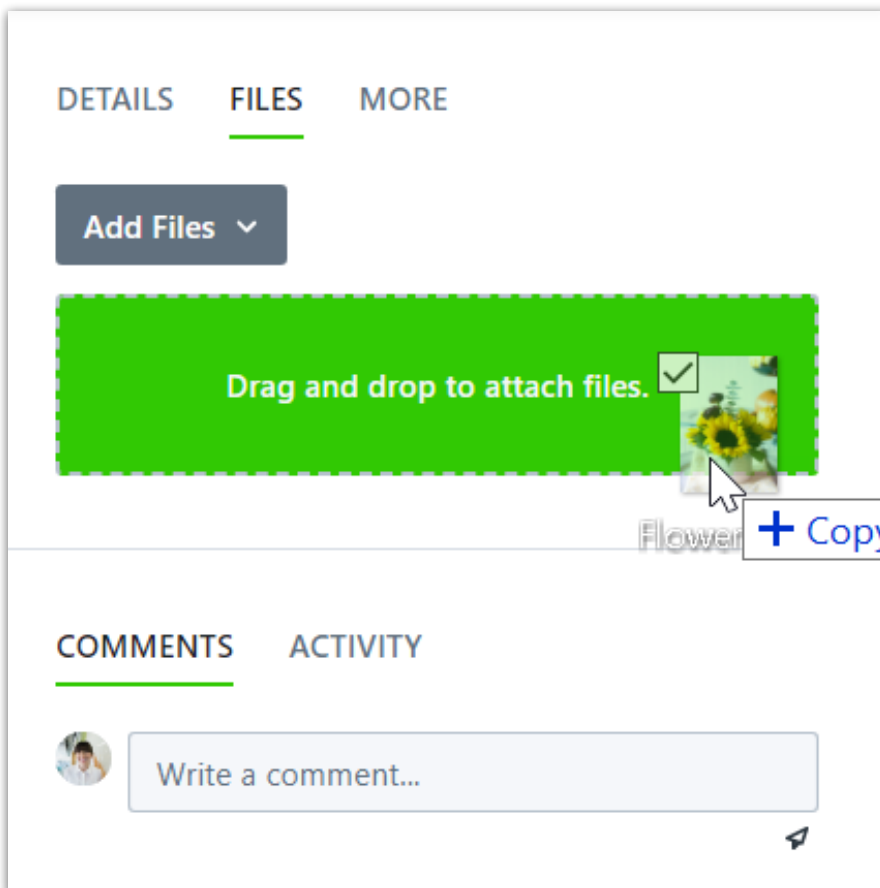 DETAILS FILES MORE
Add Files
Drag and drop to attach files.
Flower
+ Copy
COMMENTS ACTIVITY
Write a comment...